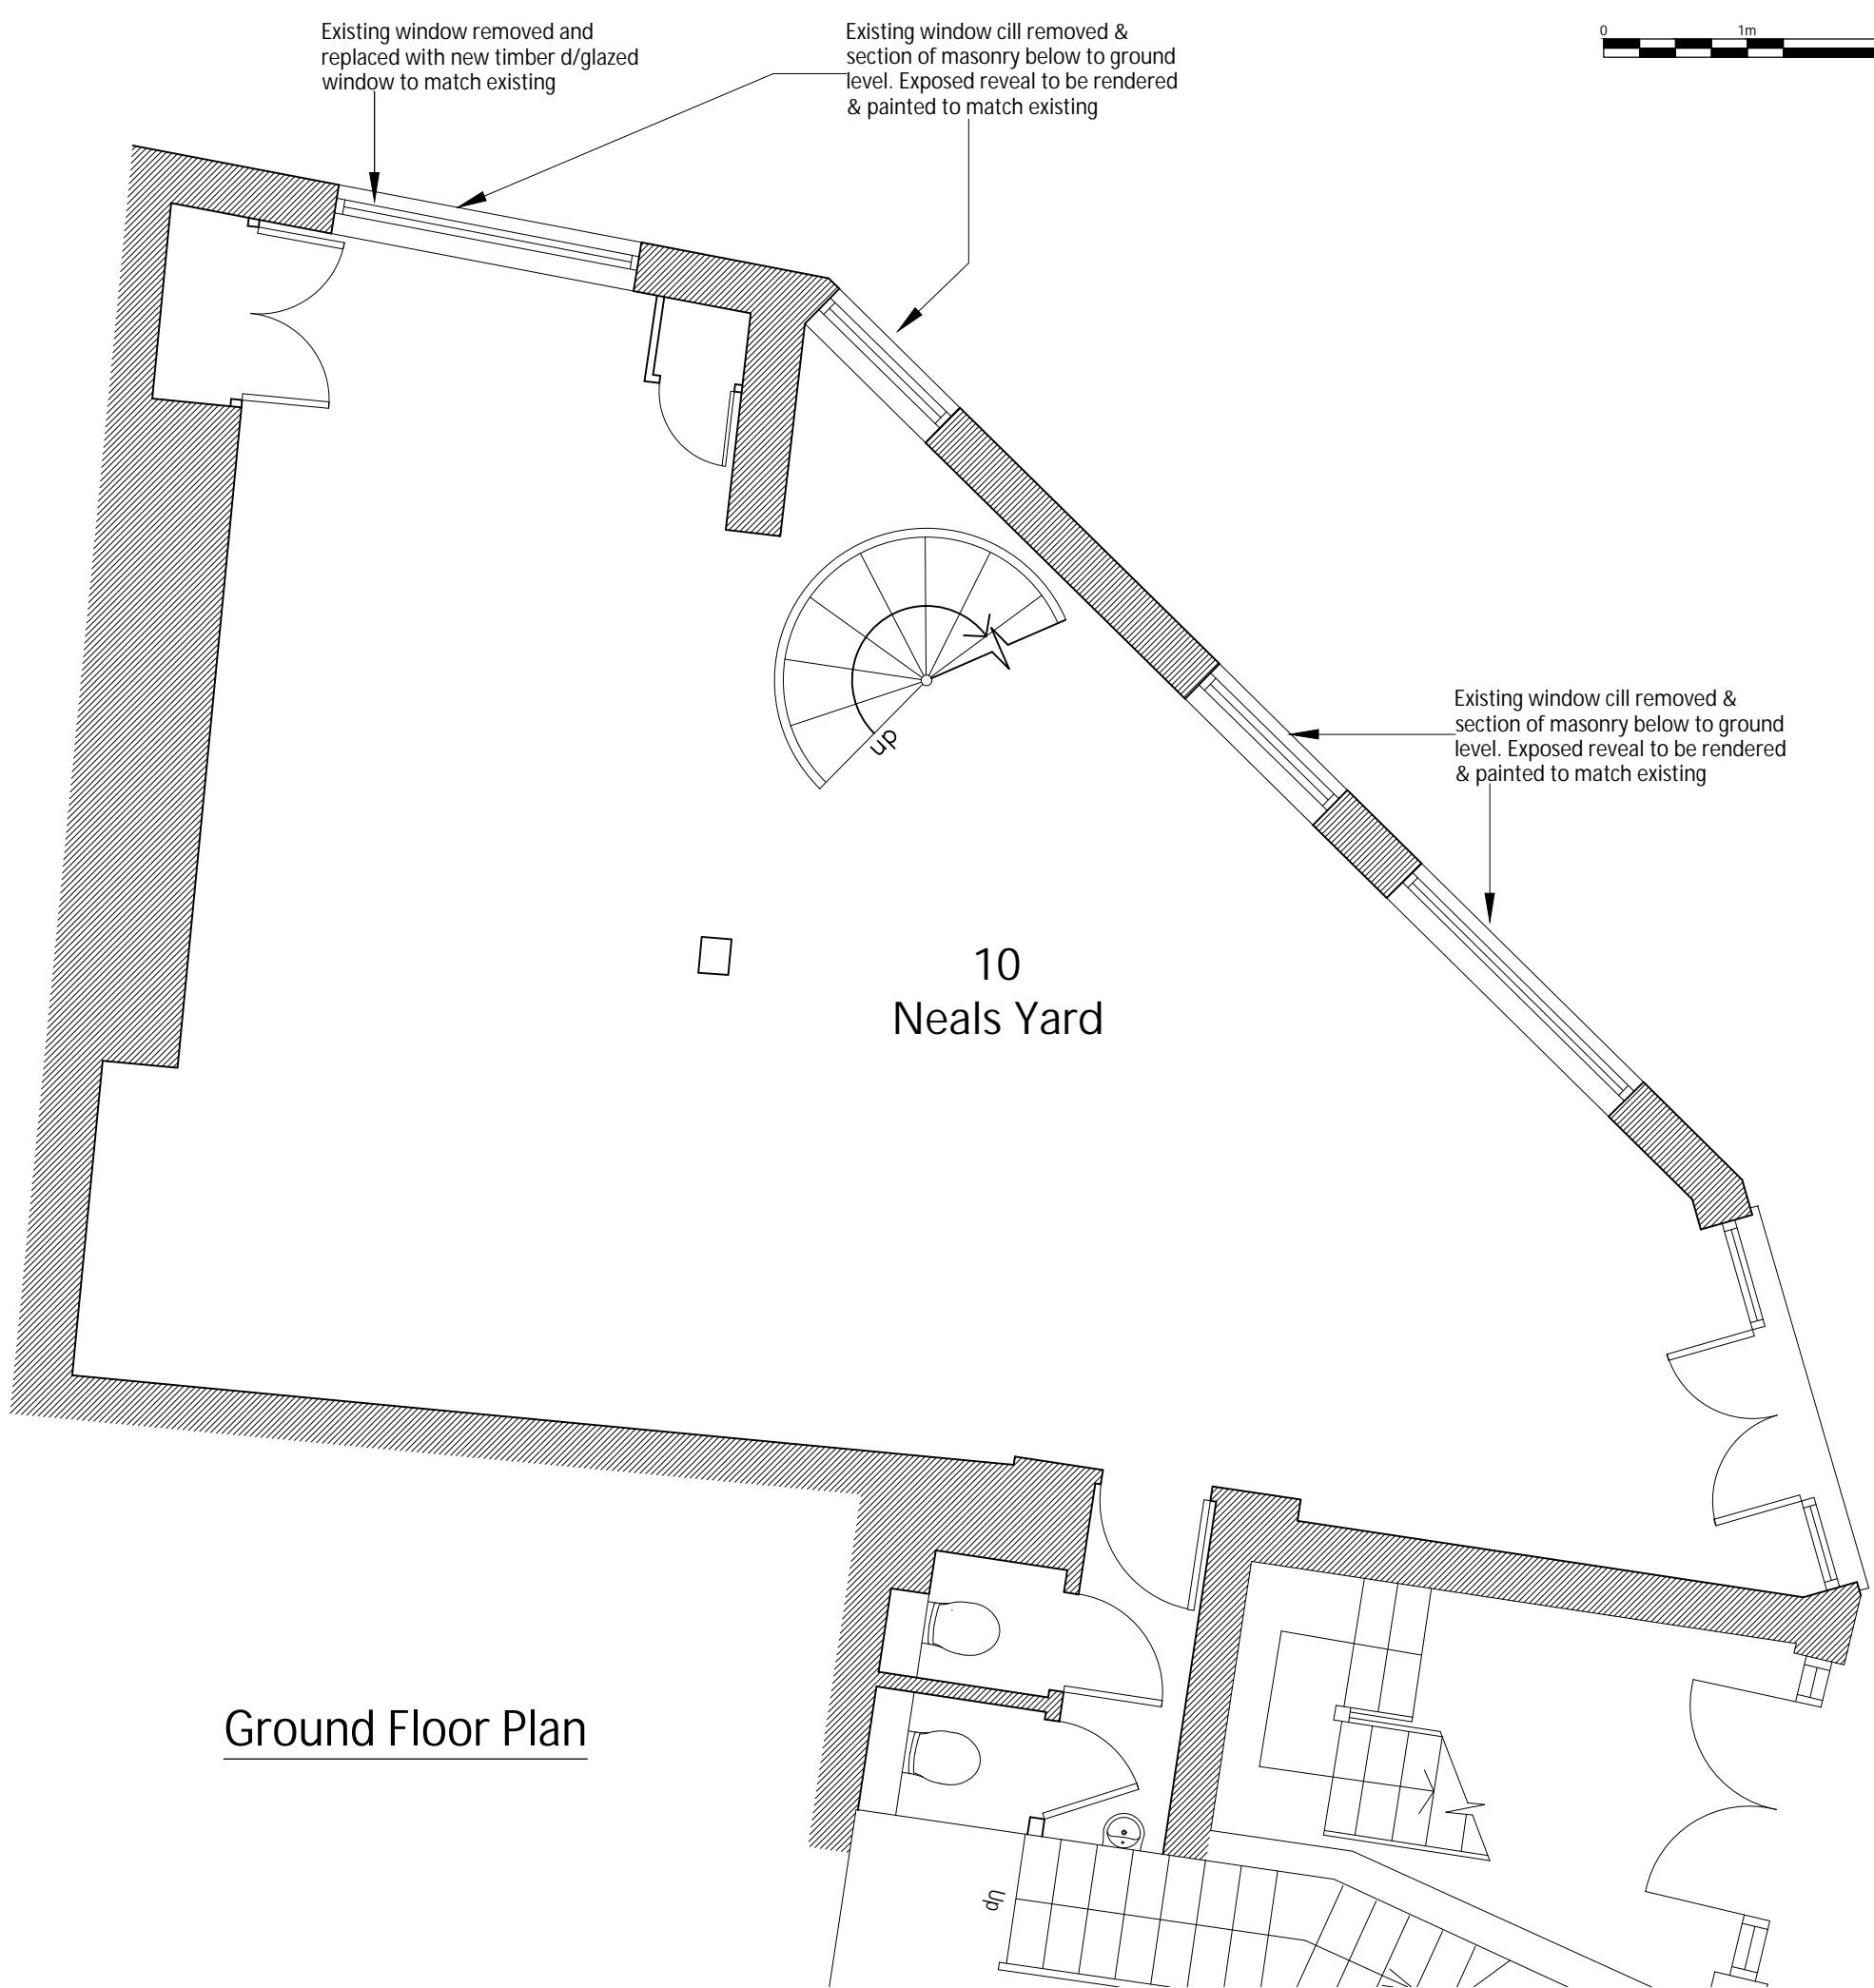 Existing window removed and
replaced with new timber d/glazed
window to match existing
Existing window cill removed &
section of masonry below to ground
level. Exposed reveal to be rendered
& painted to match existing
0 1m
Existing window cill removed &
section of masonry below to ground
level. Exposed reveal to be rendered
& painted to match existing
dn
10
Neals Yard
Ground Floor Plan
dn